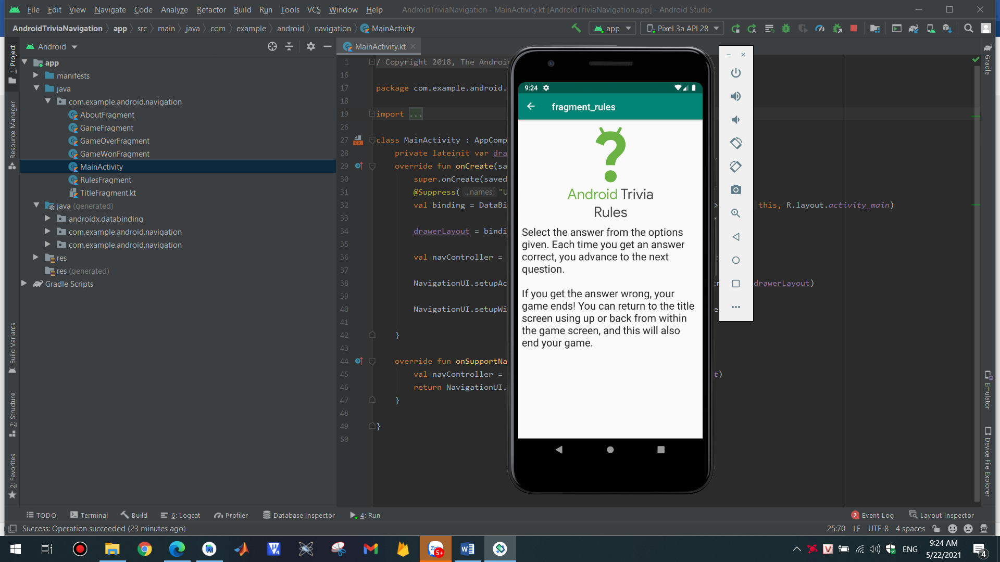 File Edit View Navigate Code Analyze Refactor Build Run Tools VCS Window Help AndroidTriviaNavigation - MainActivity.kt [AndroidTriviaNavigation.app] - Android Studio
AndroidTriviaNavigation app src main java com example android navigation MainActivity app Pixel 3a API 28
1: Project
Resource Manager
Build Variants
7: Structure
2: Favorites
Android
app
manifests
java
com.example.android.navigation
AboutFragment
GameFragment
GameOverFragment
GameWonFragment
MainActivity
RulesFragment
TitleFragment.kt
java (generated)
androidx.databinding
com.example.android.navigation
com.example.android.navigation
res
res (generated)
Gradle Scripts
MainActivity.kt
1 / Copyright 2018, The Androi
16
17 package com.example.android.
18
19 import ...
26
27 class MainActivity : AppComp
28 private lateinit var dra
29 override fun onCreate(sa
30 super.onCreate(saved
31 @Suppress( ...names: "U
32 val binding = DataBi > this, R.layout.activity_main)
33
34 drawerLayout = bindi
35
36 val navController =
37
38 NavigationUI.setupAc drawerLayout)
39
40 NavigationUI.setupWi e
41
42 }
43
44 override fun onSupportNa
45 val navController = t)
46 return NavigationUI.
47 }
48
49 }
50
9:24
fragment_rules
Android Trivia
Rules
Select the answer from the options
given. Each time you get an answer
correct, you advance to the next
question.
If you get the answer wrong, your
game ends! You can return to the title
screen using up or back from within
the game screen, and this will also
end your game.
Gradle
Emulator
Device File Explorer
TODO Terminal Build 6: Logcat Profiler Database Inspector 4: Run 2 Event Log Layout Inspector
Success: Operation succeeded (23 minutes ago) 25:70 LF UTF-8 4 spaces
5+ ENG 9:24 AM
5/22/2021 4